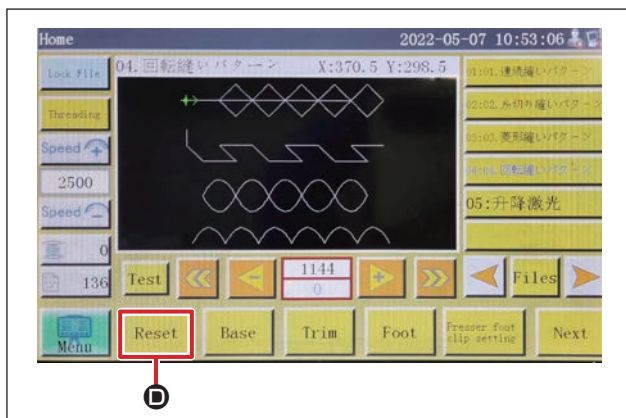 Home 2022-05-07 10:53:06
Lock File
04. 回転縫いパターン X:370.5 Y:298.5
01:01. 連続縫いパターン
Threading
02:02. 糸切り縫いパターン
Speed
03:03. 菱形縫いパターン
2500
04:04. 回転縫いパターン
Speed
05:升降激光
0
136
Test
1144
0
Files
Menu
Reset
Base
Trim
Foot
Presser foot
clip setting
Next
D